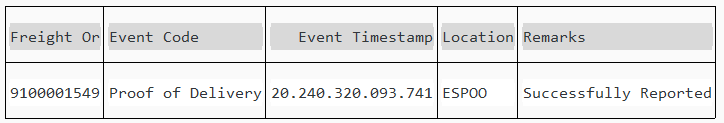 Freight Or Event Code Event Timestamp Location Remarks
9100001549 Proof of Delivery 20.240.320.093.741 ESPOO Successfully Reported